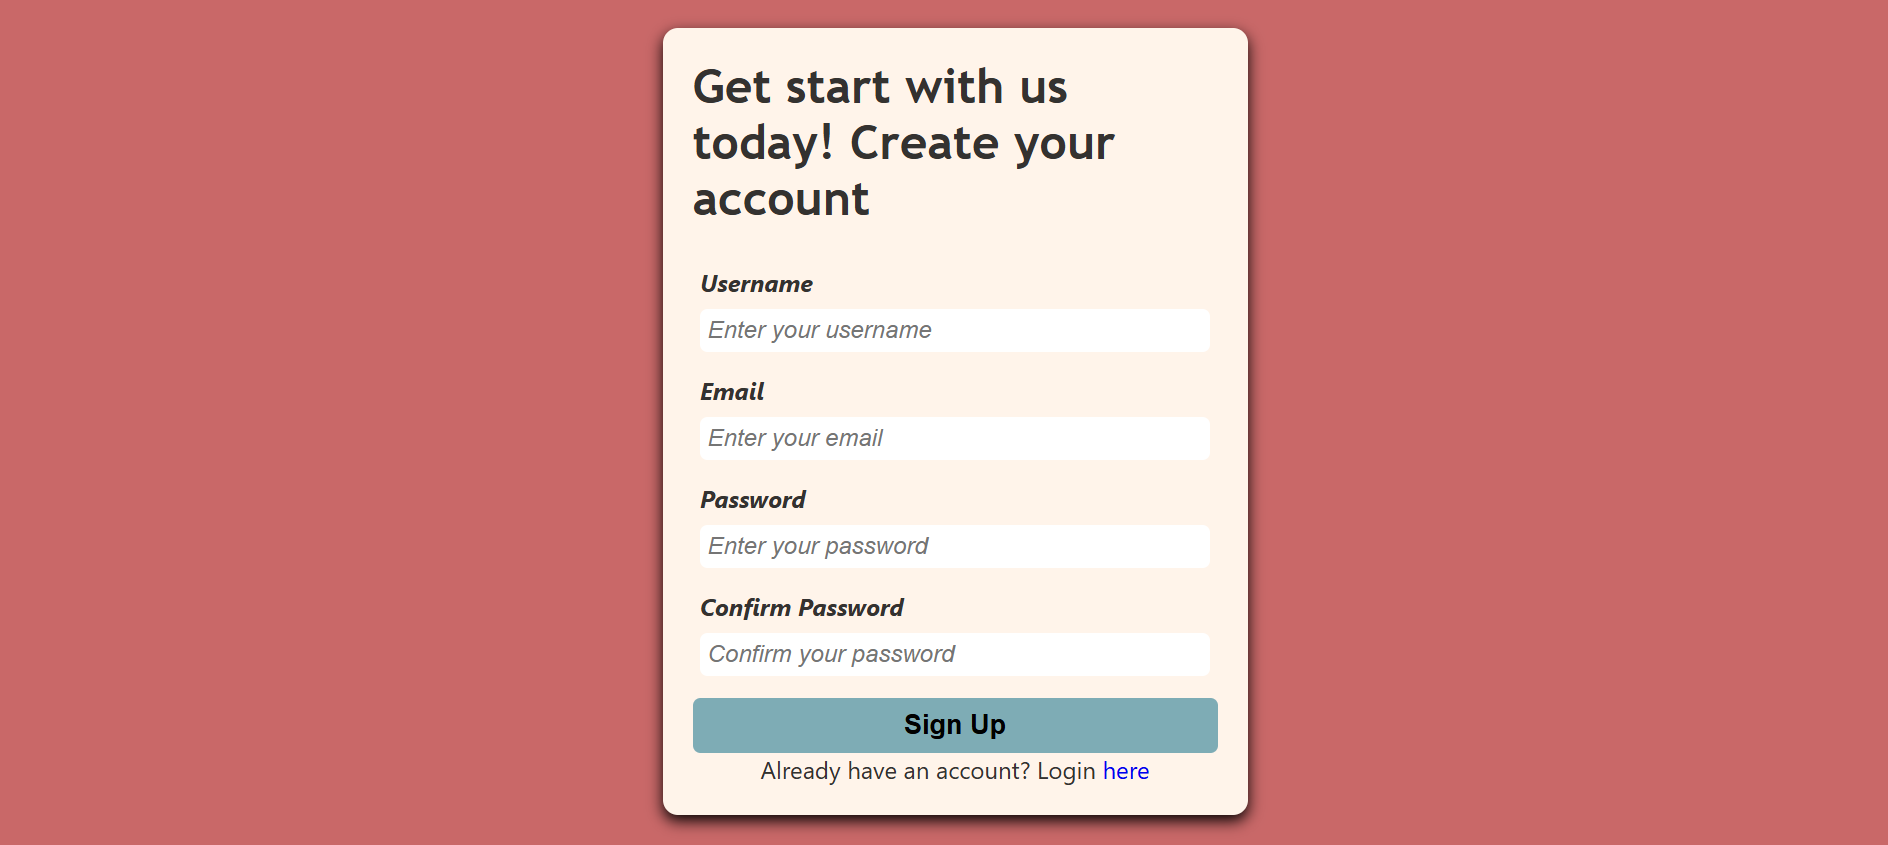 Get start with us
today! Create your
account
Username
Enter your username
Email
Enter your email
Password
Enter your password
Confirm Password
Confirm your password
Sign Up
Already have an account? Login here